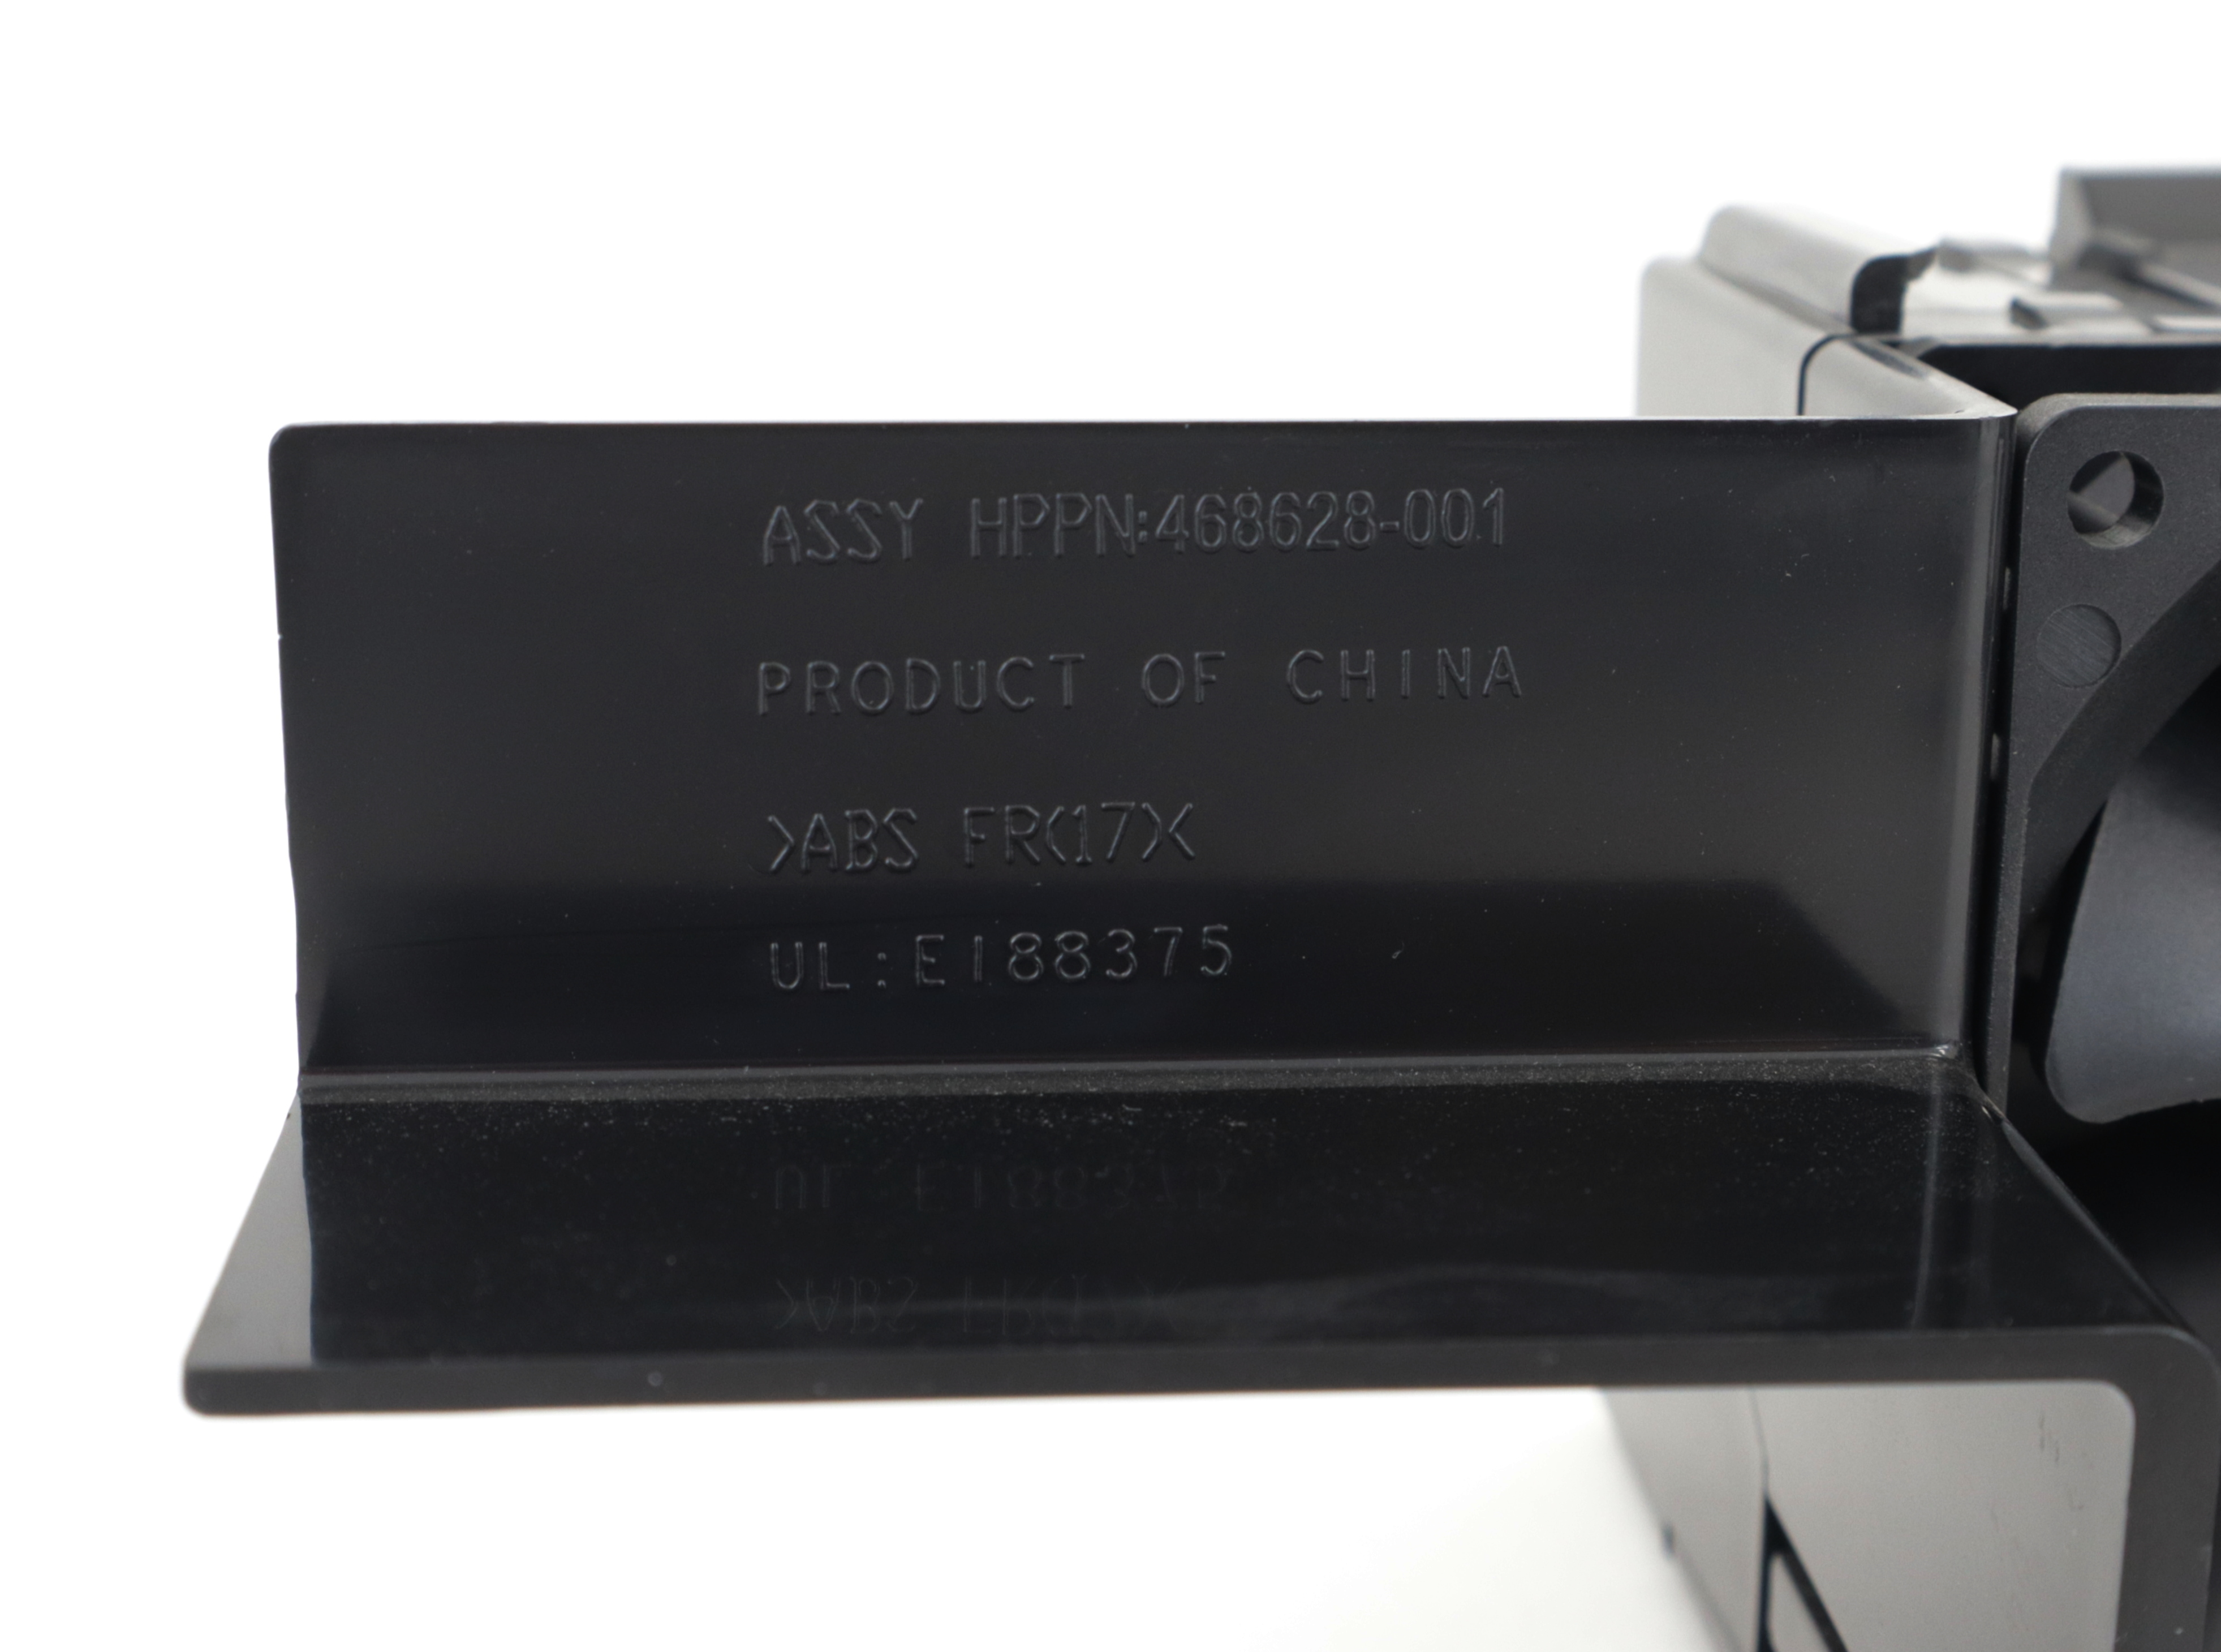 ASSY HPPN:468628-001
PRODUCT OF CHINA
>ABS FR(17)<
UL:E188375